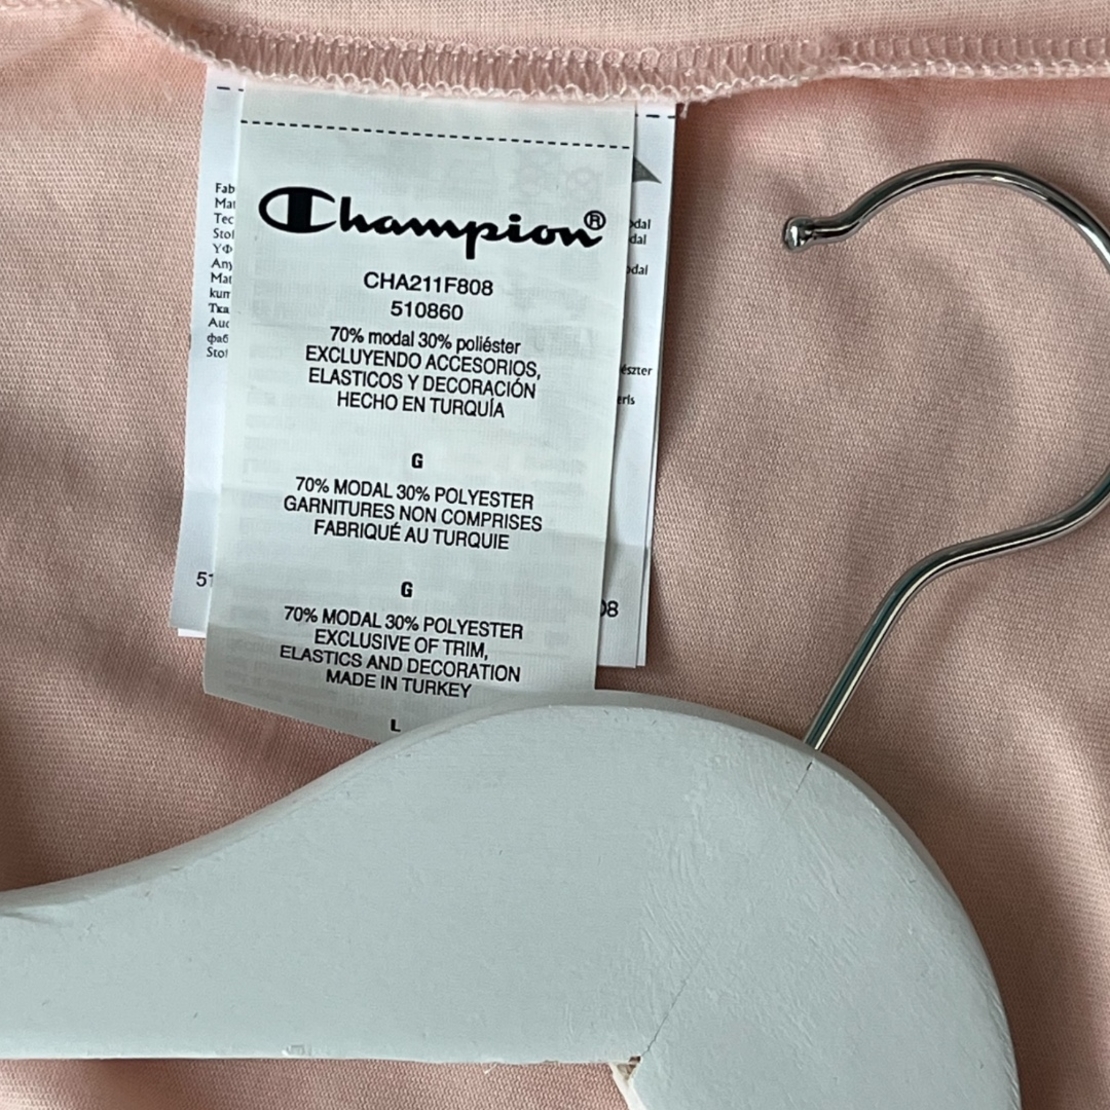 Champion®
CHA211F808
510860
70% modal 30% poliéster
EXCLUYENDO ACCESORIOS,
ELASTICOS Y DECORACIÓN
HECHO EN TURQUÍA
G
70% MODAL 30% POLYESTER
GARNITURES NON COMPRISES
FABRIQUÉ AU TURQUIE
G
70% MODAL 30% POLYESTER
EXCLUSIVE OF TRIM,
ELASTICS AND DECORATION
MADE IN TURKEY
L